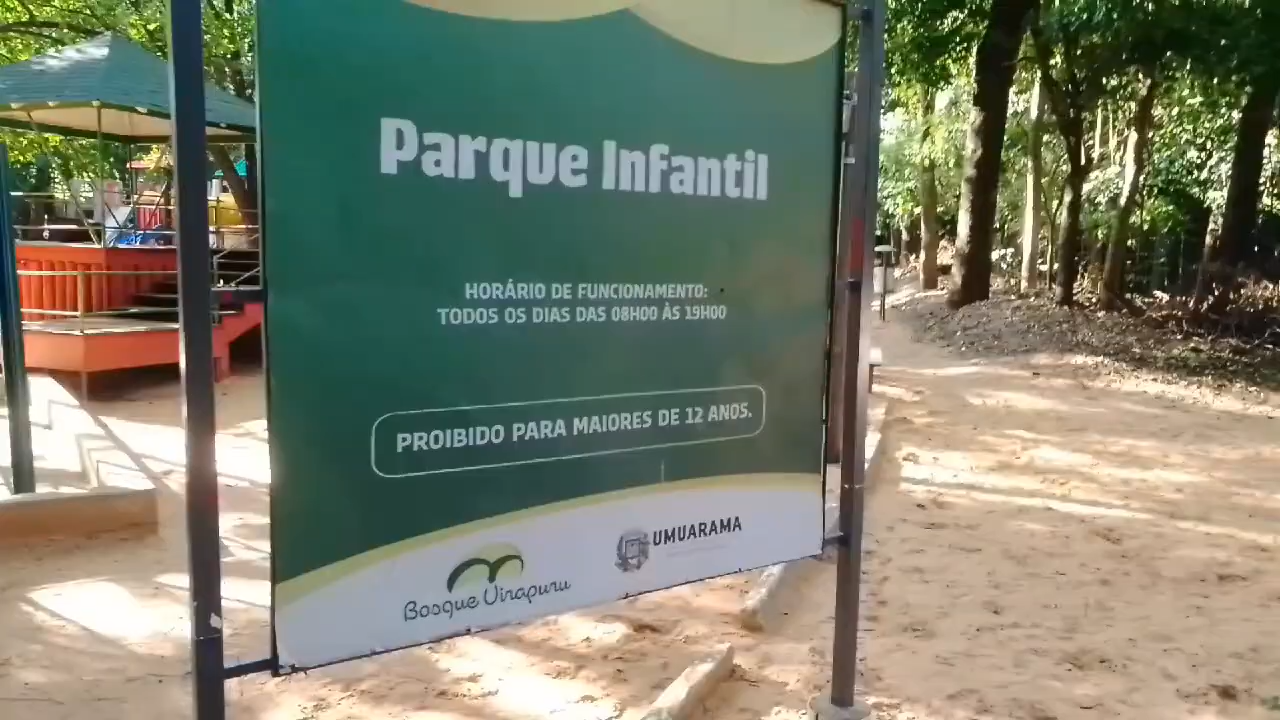 Parque Infantil
HORÁRIO DE FUNCIONAMENTO:
TODOS OS DIAS DAS 08H00 ÀS 19H00
PROIBIDO PARA MAIORES DE 12 ANOS.
Bosque Uirapuru
UMUARAMA